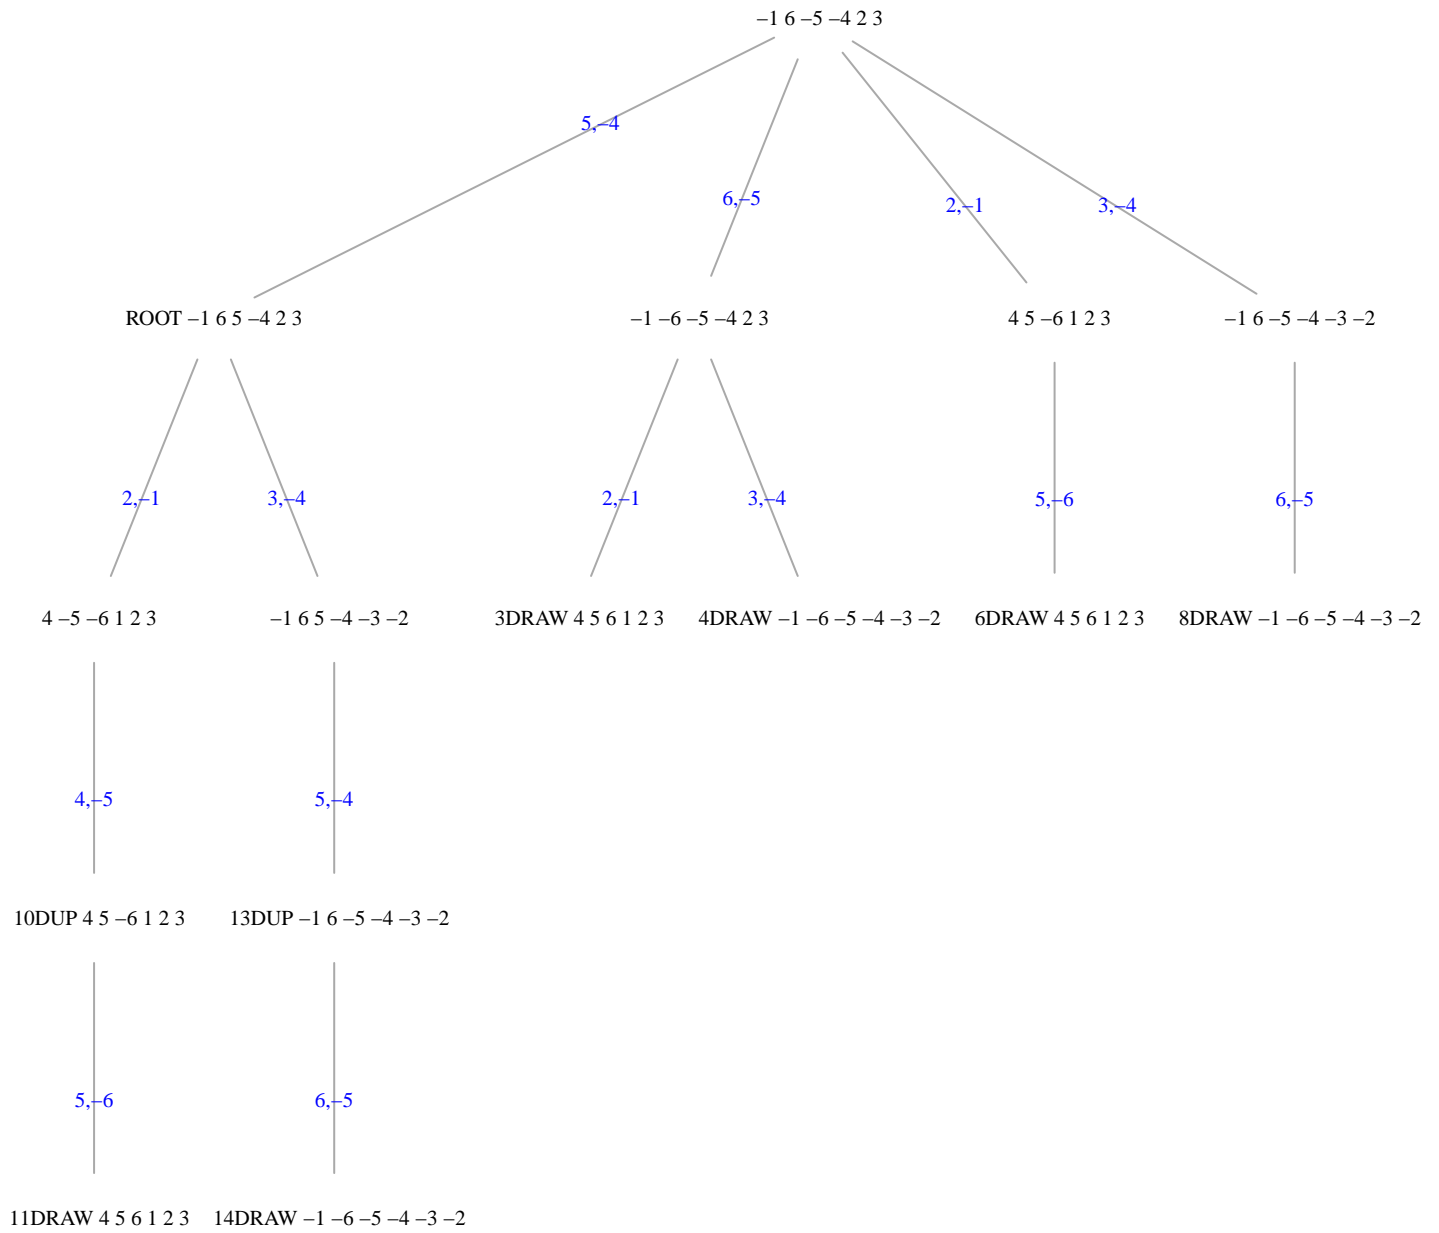 –1 6 –5 –4 2 3
5,–4
6,–5
2,–1
3,–4
ROOT –1 6 5 –4 2 3
–1 –6 –5 –4 2 3
4 5 –6 1 2 3
–1 6 –5 –4 –3 –2
2,–1
3,–4
2,–1
3,–4
5,–6
6,–5
4 –5 –6 1 2 3
–1 6 5 –4 –3 –2
3DRAW 4 5 6 1 2 3
4DRAW –1 –6 –5 –4 –3 –2
6DRAW 4 5 6 1 2 3
8DRAW –1 –6 –5 –4 –3 –2
4,–5
5,–4
10DUP 4 5 –6 1 2 3
13DUP –1 6 –5 –4 –3 –2
5,–6
6,–5
11DRAW 4 5 6 1 2 3
14DRAW –1 –6 –5 –4 –3 –2